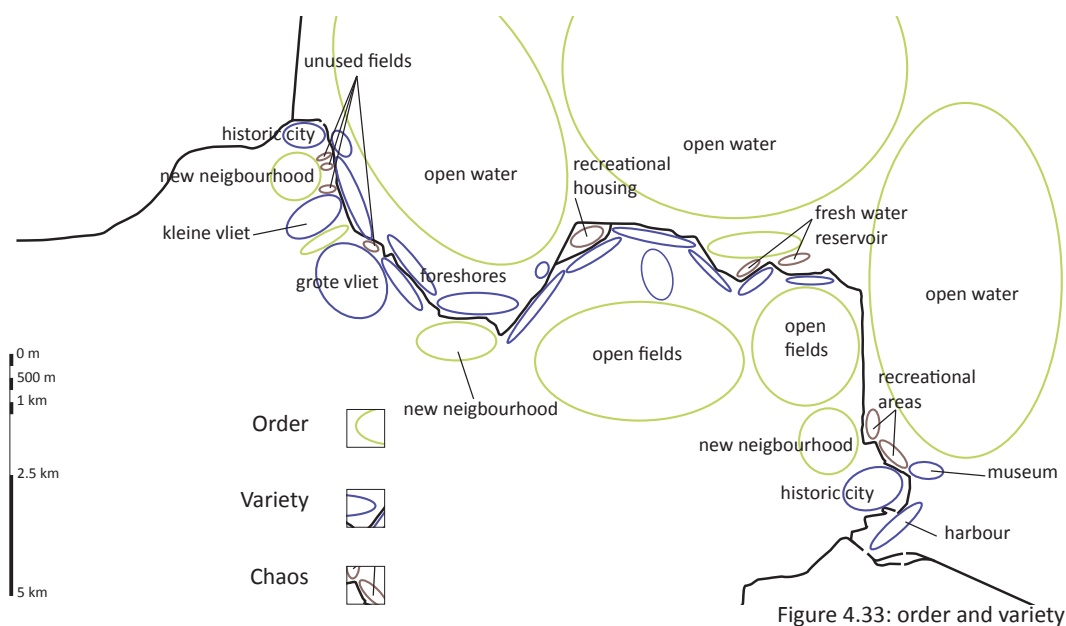 unused fields
historic city
new neigbourhood
kleine vliet
grote vliet
open water
foreshores
recreational
housing
open water
fresh water
reservoir
open water
open fields
open
fields
new neigbourhood
recreational
areas
new neigbourhood
historic city
museum
harbour
0 m
500 m
1 km
2.5 km
5 km
Order
Variety
Chaos
Figure 4.33: order and variety